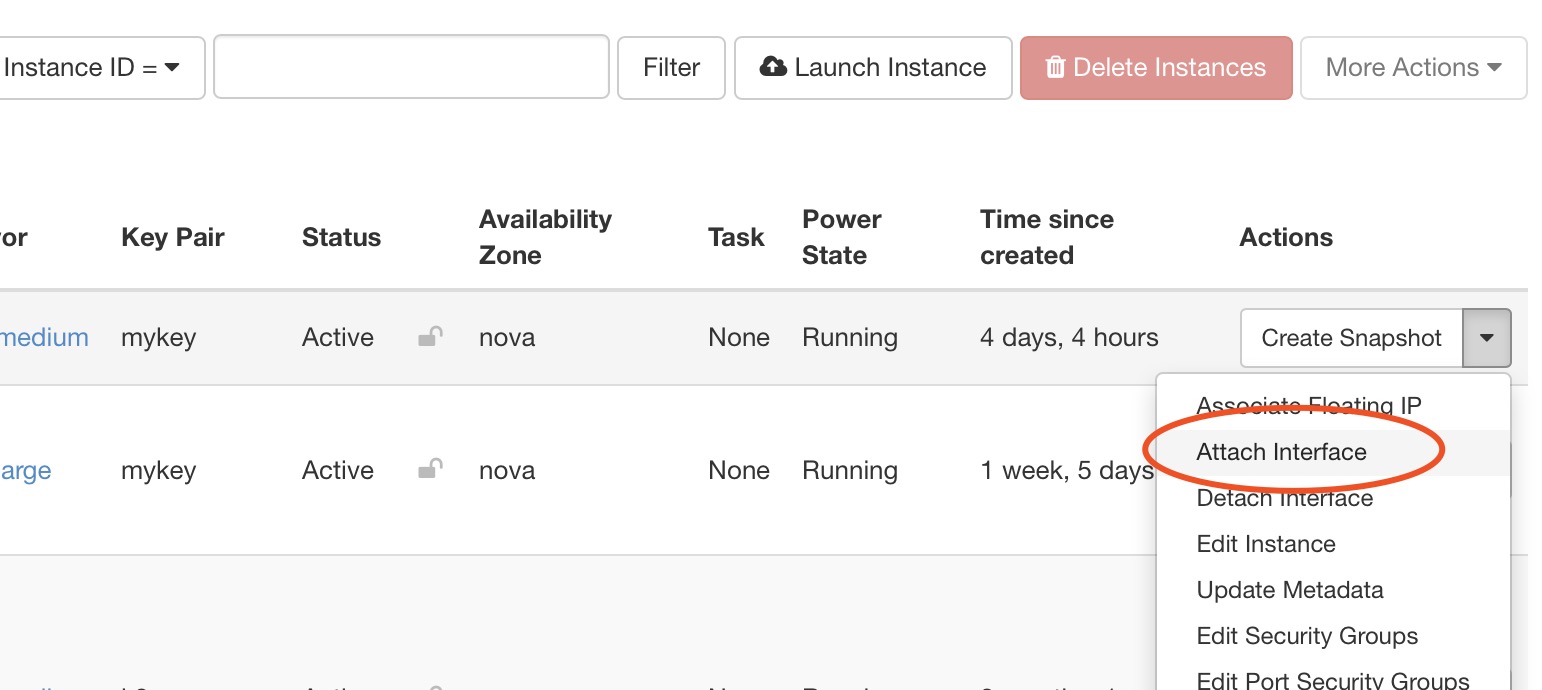 Instance ID =
Filter
Launch Instance
Delete Instances
More Actions
Key Pair
Status
Availability
Zone
Task
Power
State
Time since
created
Actions
medium
mykey
Active
nova
None
Running
4 days, 4 hours
Create Snapshot
Associate Floating IP
Attach Interface
mykey
Active
nova
None
Running
1 week, 5 days
Detach Interface
Edit Instance
Update Metadata
Edit Security Groups
Edit Port Security Groups